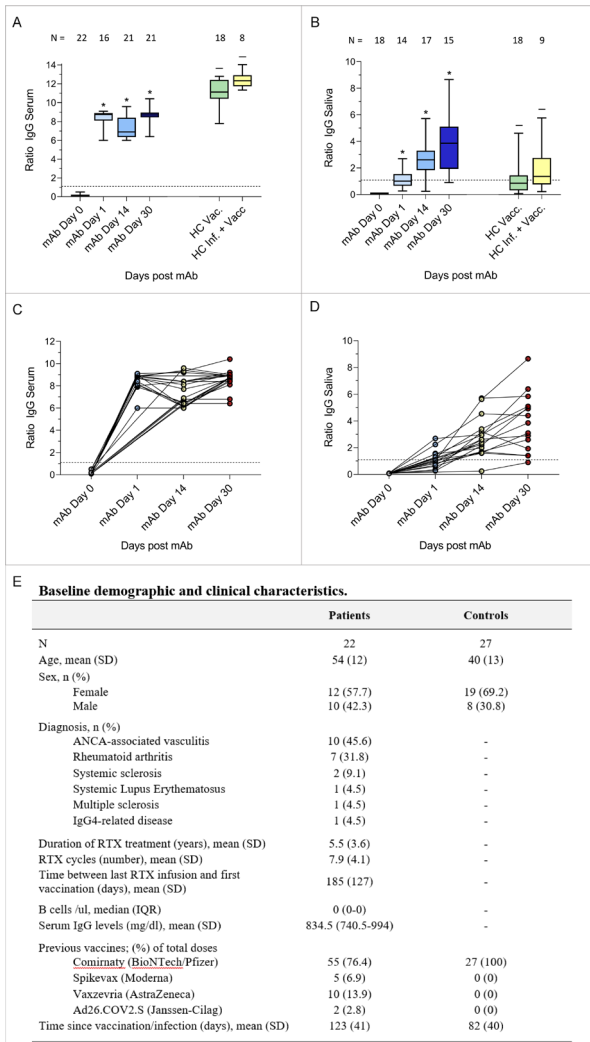 A
N = 22 16 21 21 18 8
Ratio IgG Serum
14
12
10
8
6
4
2
0
* * *
mAb Day 0
mAb Day 1
mAb Day 14
mAb Day 30
HC Vac.
HC Inf. + Vacc
Days post mAb
B
N = 18 14 17 15 18 9
Ratio IgG Saliva
10
8
6
4
2
0
* * *
mAb Day 0
mAb Day 1
mAb Day 14
mAb Day 30
HC Vacc.
HC Inf. + Vacc.
Days post mAb
C
Ratio IgG Serum
12
10
8
6
4
2
0
mAb Day 0
mAb Day 1
mAb Day 14
mAb Day 30
Days post mAb
D
Ratio IgG Saliva
10
8
6
4
2
0
mAb Day 0
mAb Day 1
mAb Day 14
mAb Day 30
Days post mAb
E
Baseline demographic and clinical characteristics.
Patients Controls
N 22 27
Age, mean (SD) 54 (12) 40 (13)
Sex, n (%)
Female 12 (57.7) 19 (69.2)
Male 10 (42.3) 8 (30.8)
Diagnosis, n (%)
ANCA-associated vasculitis 10 (45.6) -
Rheumatoid arthritis 7 (31.8) -
Systemic sclerosis 2 (9.1) -
Systemic Lupus Erythematosus 1 (4.5) -
Multiple sclerosis 1 (4.5) -
IgG4-related disease 1 (4.5) -
Duration of RTX treatment (years), mean (SD) 5.5 (3.6) -
RTX cycles (number), mean (SD) 7.9 (4.1) -
Time between last RTX infusion and first
vaccination (days), mean (SD) 185 (127) -
B cells /ul, median (IQR) 0 (0-0) -
Serum IgG levels (mg/dl), mean (SD) 834.5 (740.5-994) -
Previous vaccines; (%) of total doses
Comirnaty (BioNTech/Pfizer) 55 (76.4) 27 (100)
Spikevax (Moderna) 5 (6.9) 0 (0)
Vaxzevria (AstraZeneca) 10 (13.9) 0 (0)
Ad26.COV2.S (Janssen-Cilag) 2 (2.8) 0 (0)
Time since vaccination/infection (days), mean (SD) 123 (41) 82 (40)